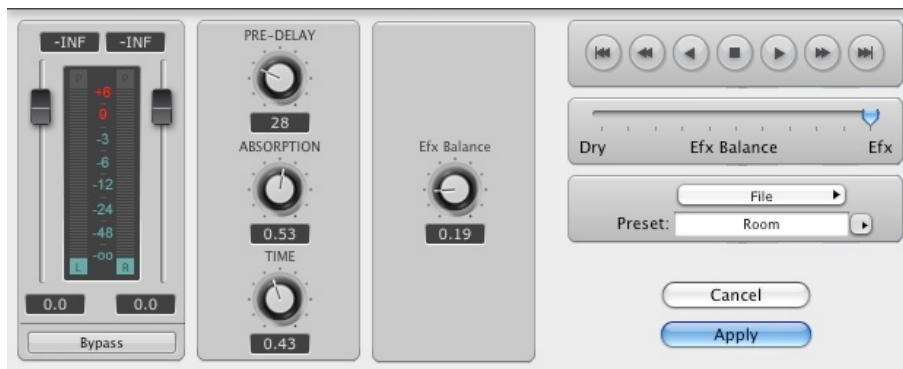 -INF -INF
P P
+6
0
-3
-6
-12
-24
-48
-oo
L R
0.0 0.0
Bypass
PRE-DELAY
28
ABSORPTION
0.53
TIME
0.43
Efx Balance
0.19
Dry Efx Balance Efx
File
Preset: Room
Cancel
Apply